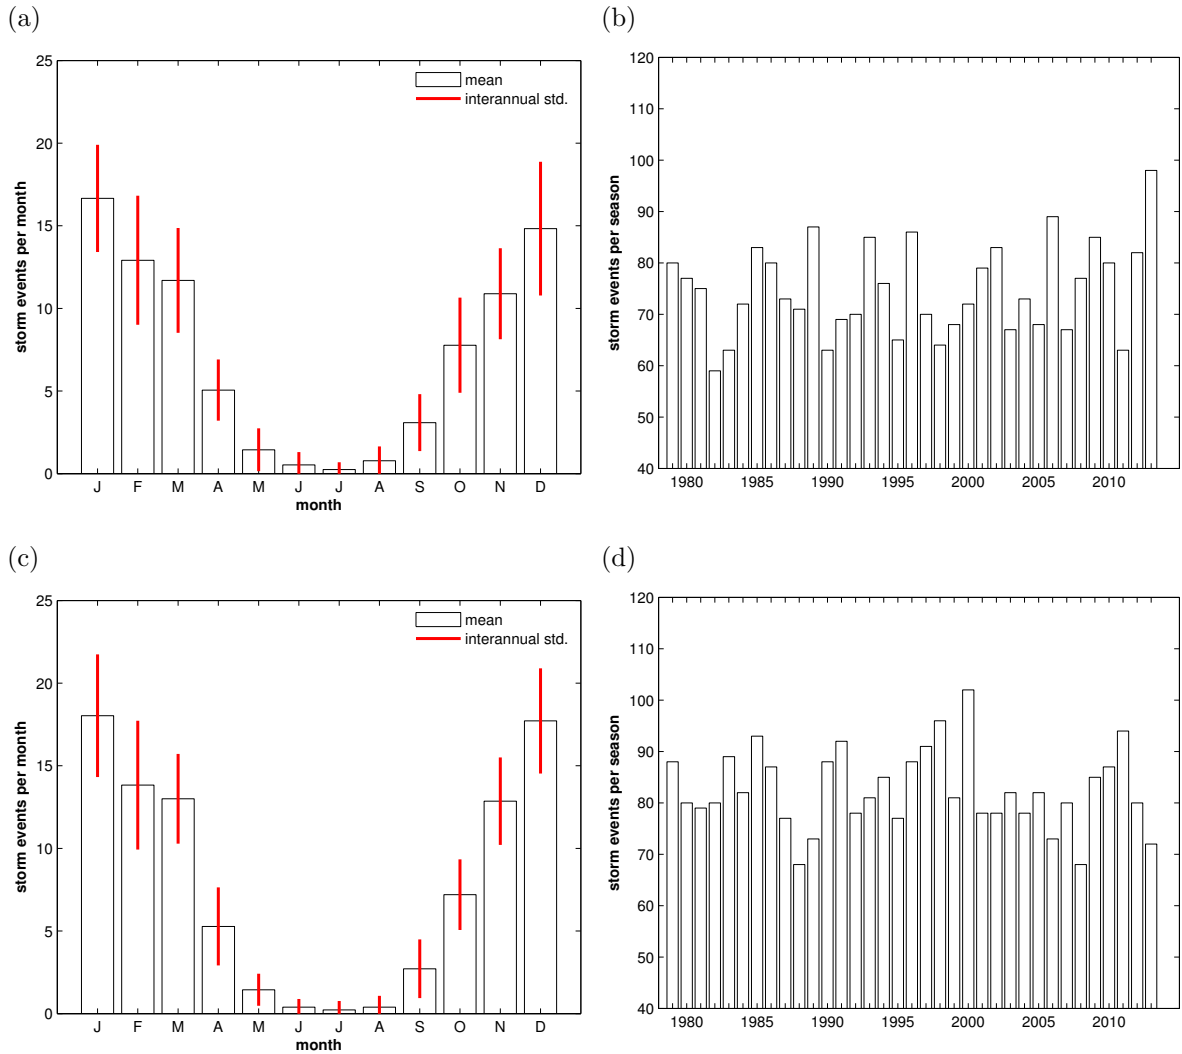 (a)
25
20
15
10
5
0
storm events per month
mean
interannual std.
J F M A M J J A S O N D
month
(b)
120
110
100
90
80
70
60
50
40
storm events per season
1980 1985 1990 1995 2000 2005 2010
(c)
25
20
15
10
5
0
storm events per month
mean
interannual std.
J F M A M J J A S O N D
month
(d)
120
110
100
90
80
70
60
50
40
storm events per season
1980 1985 1990 1995 2000 2005 2010